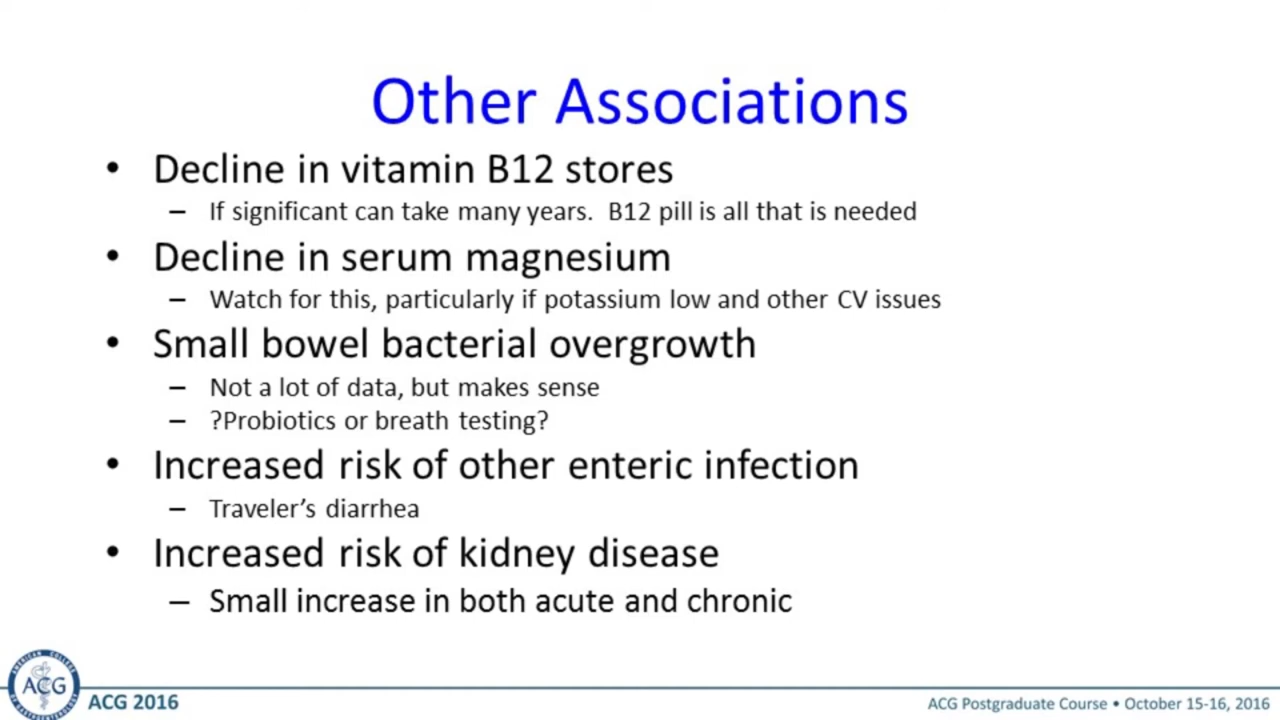 Other Associations
• Decline in vitamin B12 stores
– If significant can take many years.  B12 pill is all that is needed
• Decline in serum magnesium
– Watch for this, particularly if potassium low and other CV issues
• Small bowel bacterial overgrowth
– Not a lot of data, but makes sense
– ?Probiotics or breath testing?
• Increased risk of other enteric infection
– Traveler’s diarrhea
• Increased risk of kidney disease
– Small increase in both acute and chronic
ACG
ACG 2016
ACG Postgraduate Course • October 15-16, 2016